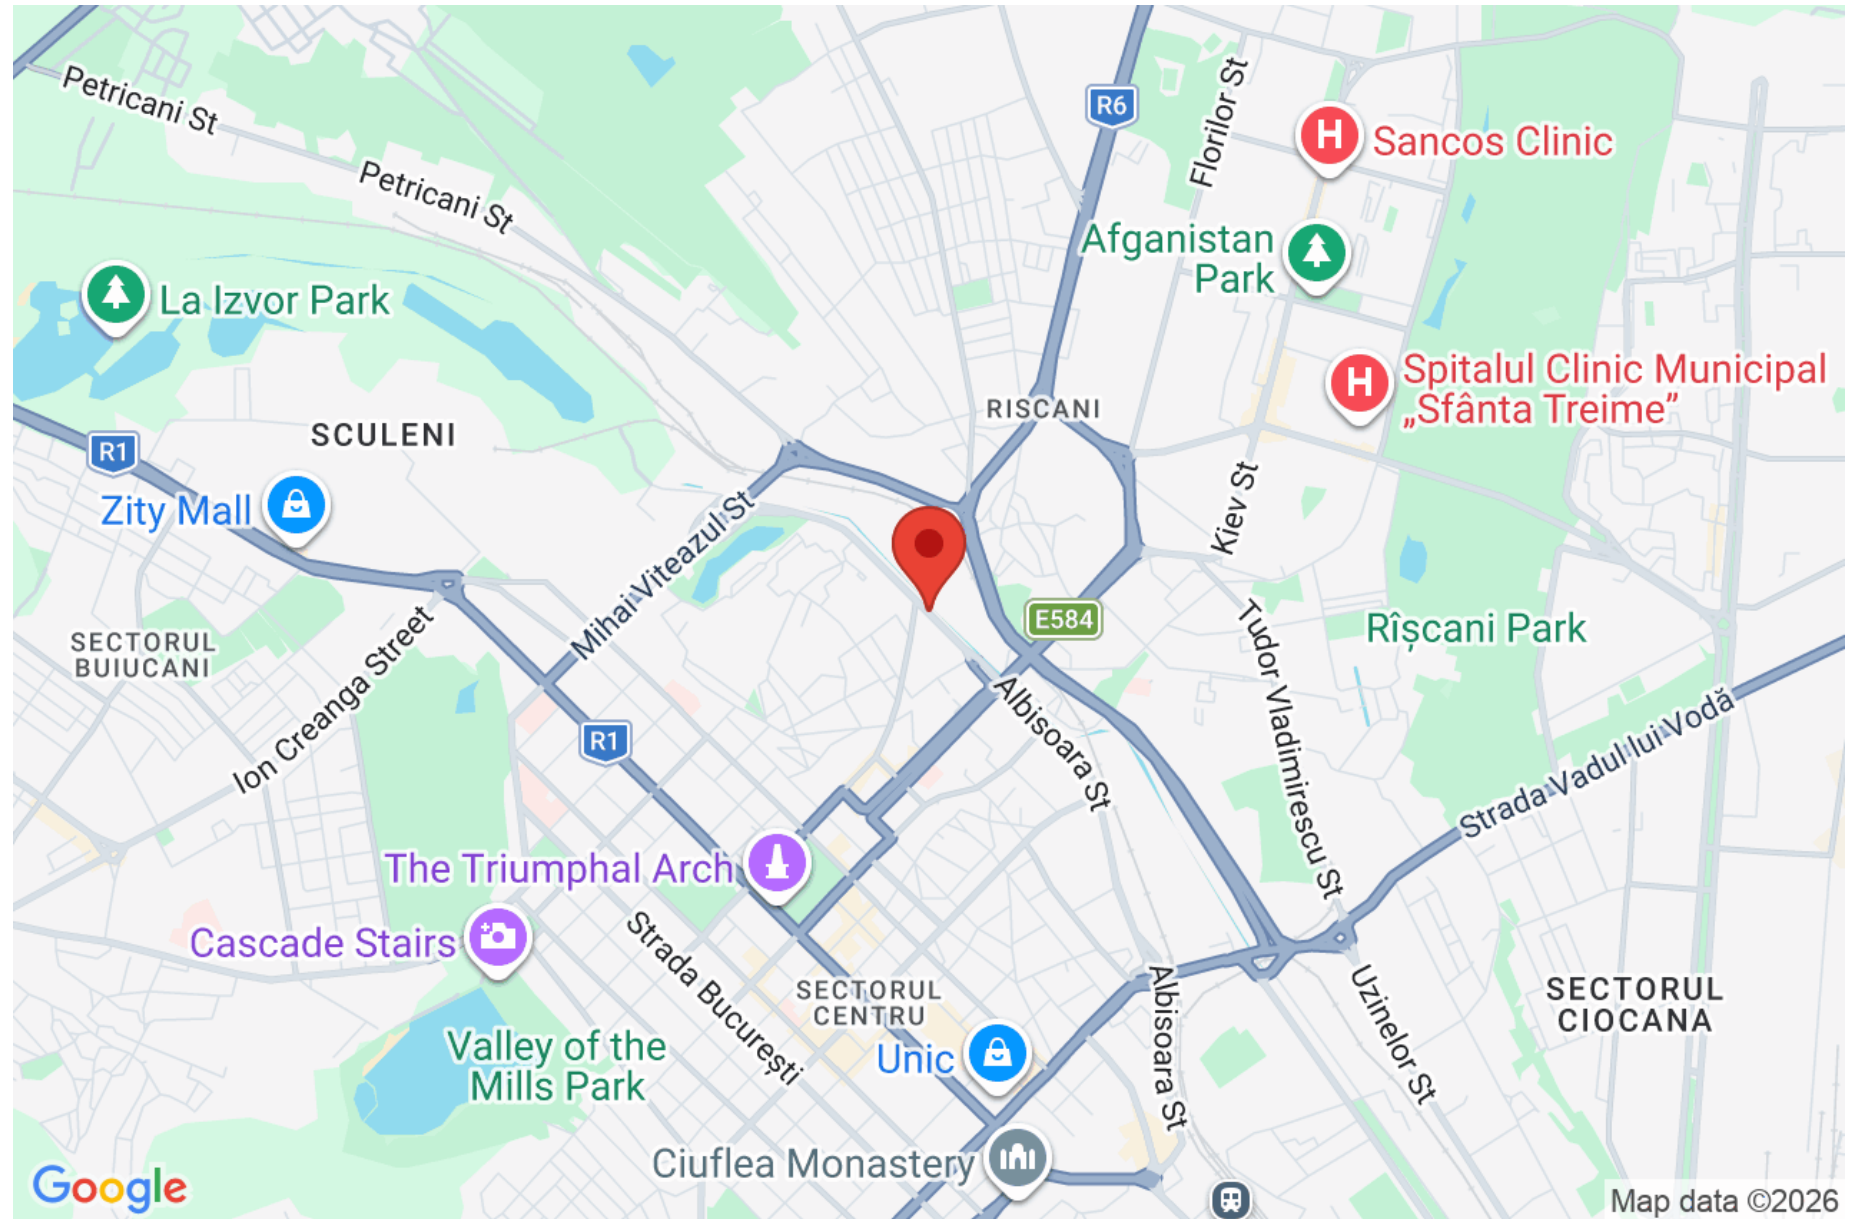 Petricani St
Petricani St
R6
Florilor St
Sancos Clinic
Afganistan
Park
La Izvor Park
Spitalul Clinic Municipal
„Sfânta Treime”
RISCANI
SCULENI
R1
Zity Mall
Mihai Viteazul St
Kiev St
E584
Rîșcani Park
SECTORUL
BUIUCANI
Ion Creanga Street
Tudor Vladimirescu St
Albisoara St
Strada Vadul lui Vodă
R1
The Triumphal Arch
Cascade Stairs
Strada București
SECTORUL
CENTRU
Albisoara St
Uzinelor St
SECTORUL
CIOCANA
Valley of the
Mills Park
Unic
Ciuflea Monastery
Google
Map data ©2026